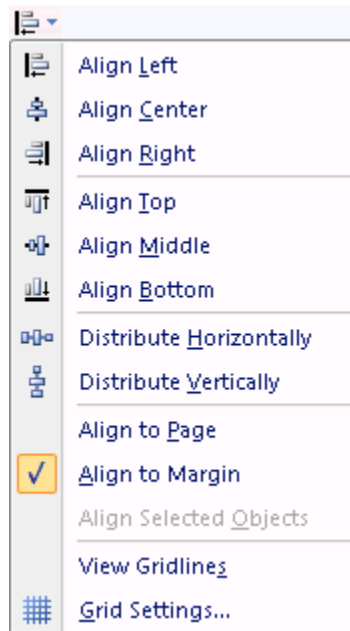 Align Left
Align Center
Align Right
Align Top
Align Middle
Align Bottom
Distribute Horizontally
Distribute Vertically
Align to Page
Align to Margin
Align Selected Objects
View Gridlines
Grid Settings...